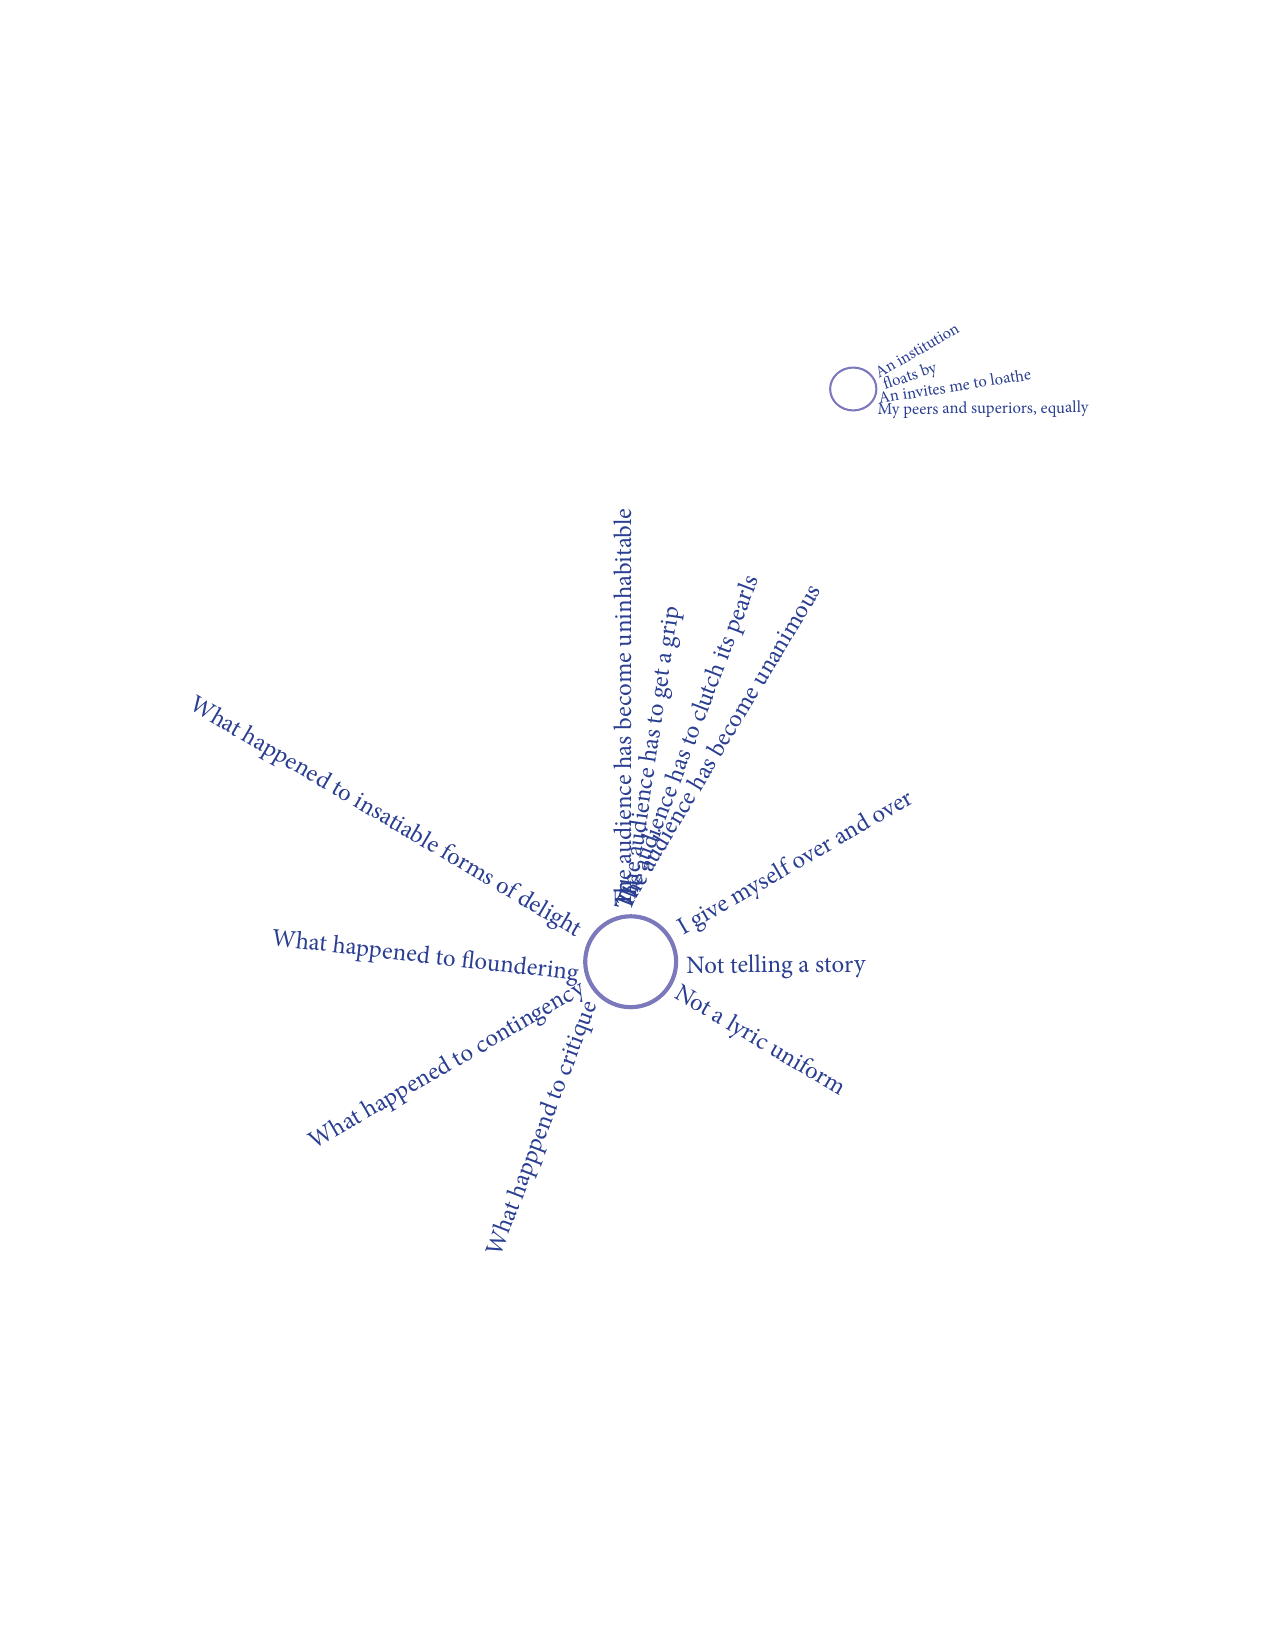 An institution
floats by
An invites me to loathe
My peers and superiors, equally
The audience has become uninhabitable
The audience has to get a grip
The audience has to clutch its pearls
The audience has become unanimous
I give myself over and over
Not telling a story
Not a lyric uniform
What happened to insatiable forms of delight
What happened to floundering
What happened to contingency
What happpend to critique